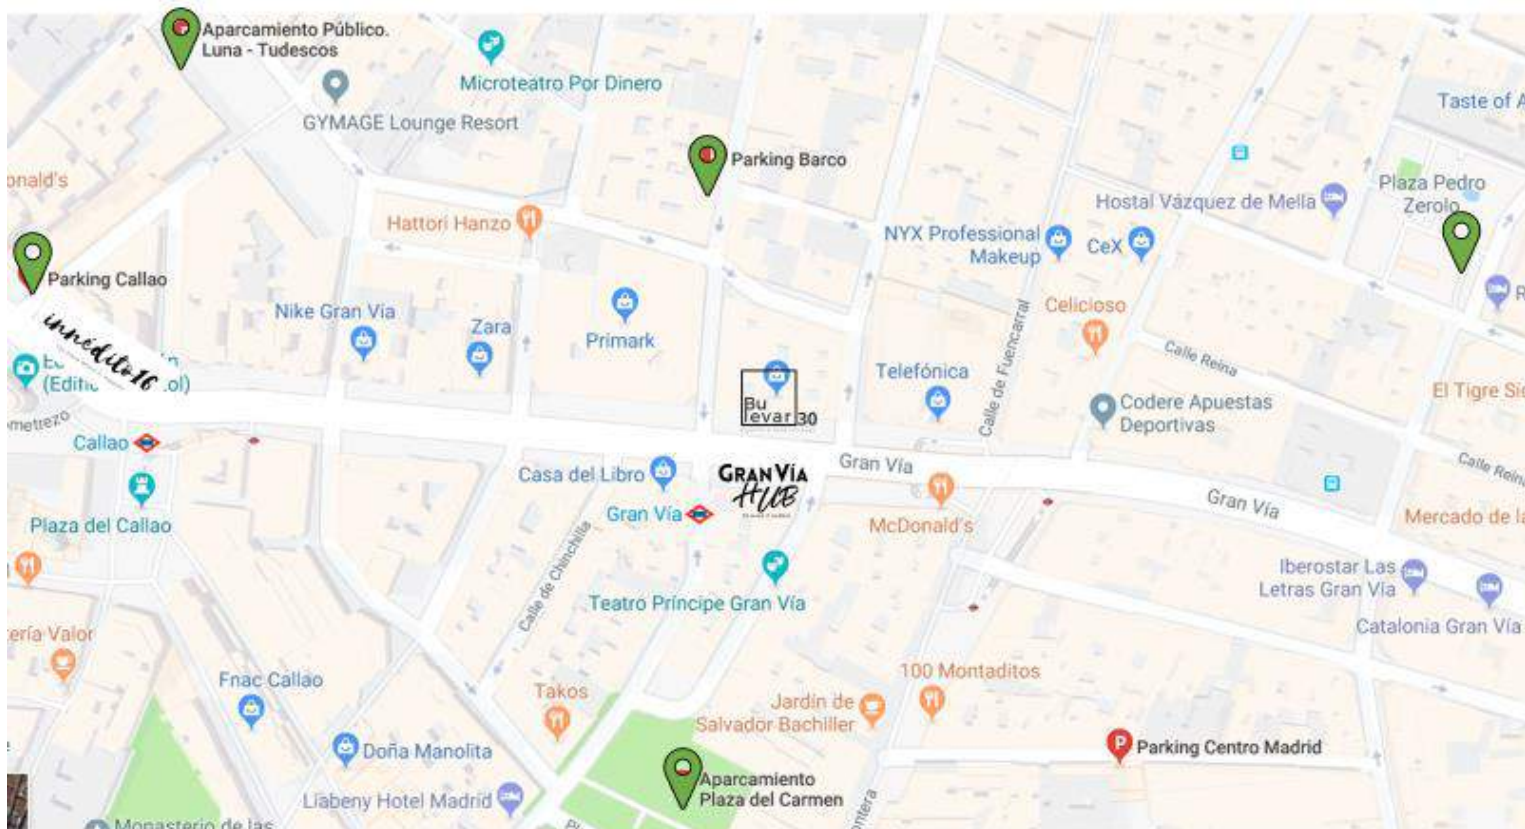 Aparcamiento Público.
Luna - Tudescos
Microteatro Por Dinero
Taste of A
GYMAGE Lounge Resort
Parking Barco
onald's
Plaza Pedro
Zerolo
Hostal Vázquez de Mella
Hattori Hanzo
NYX Professional
Makeup
CeX
Parking Callao
R
Nike Gran Vía
Zara
Primark
Celicioso
innédito16
Calle de Fuencarral
Calle Reina
(Edific
ol)
Telefónica
El Tigre Sid
Bu
levar 30
Codere Apuestas
Deportivas
ometrezo
Callao
Casa del Libro
GRAN VÍA
HUB
Gran Vía
Gran Vía
Calle Reina
Gran Vía
McDonald's
Mercado de la
Plaza del Callao
Calle de Chinchilla
Teatro Príncipe Gran Vía
Iberostar Las
Letras Gran Vía
Catalonia Gran Vía
ería Valor
Fnac Callao
Takos
100 Montaditos
Jardín de
Salvador Bachiller
P
Parking Centro Madrid
Doña Manolita
Aparcamiento
Plaza del Carmen
Liabeny Hotel Madrid
ontera
Monasterio de las
Pl